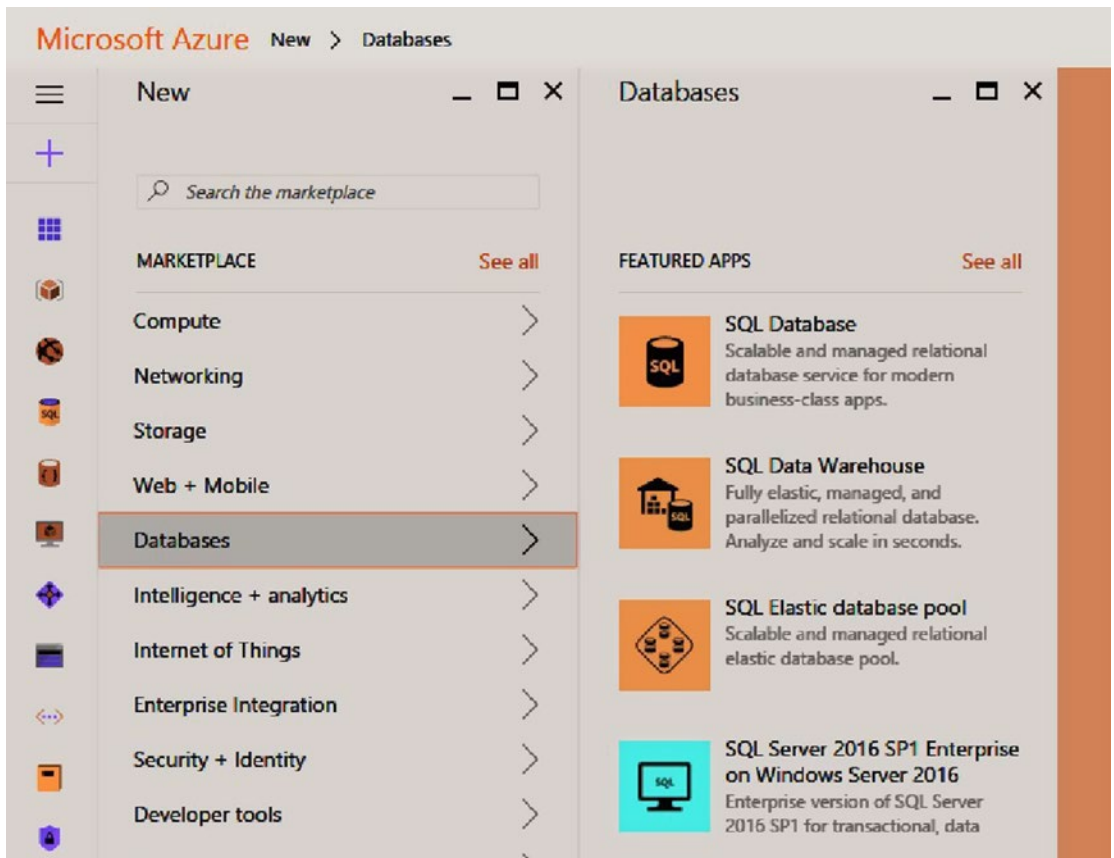 Microsoft Azure New > Databases
New
Search the marketplace
MARKETPLACE See all
Compute
Networking
Storage
Web + Mobile
Databases
Intelligence + analytics
Internet of Things
Enterprise Integration
Security + Identity
Developer tools
Databases
FEATURED APPS See all
SQL
SQL Database
Scalable and managed relational
database service for modern
business-class apps.
SQL
SQL Data Warehouse
Fully elastic, managed, and
parallelized relational database.
Analyze and scale in seconds.
SQL Elastic database pool
Scalable and managed relational
elastic database pool.
SQL
SQL Server 2016 SP1 Enterprise
on Windows Server 2016
Enterprise version of SQL Server
2016 SP1 for transactional, data
SQL